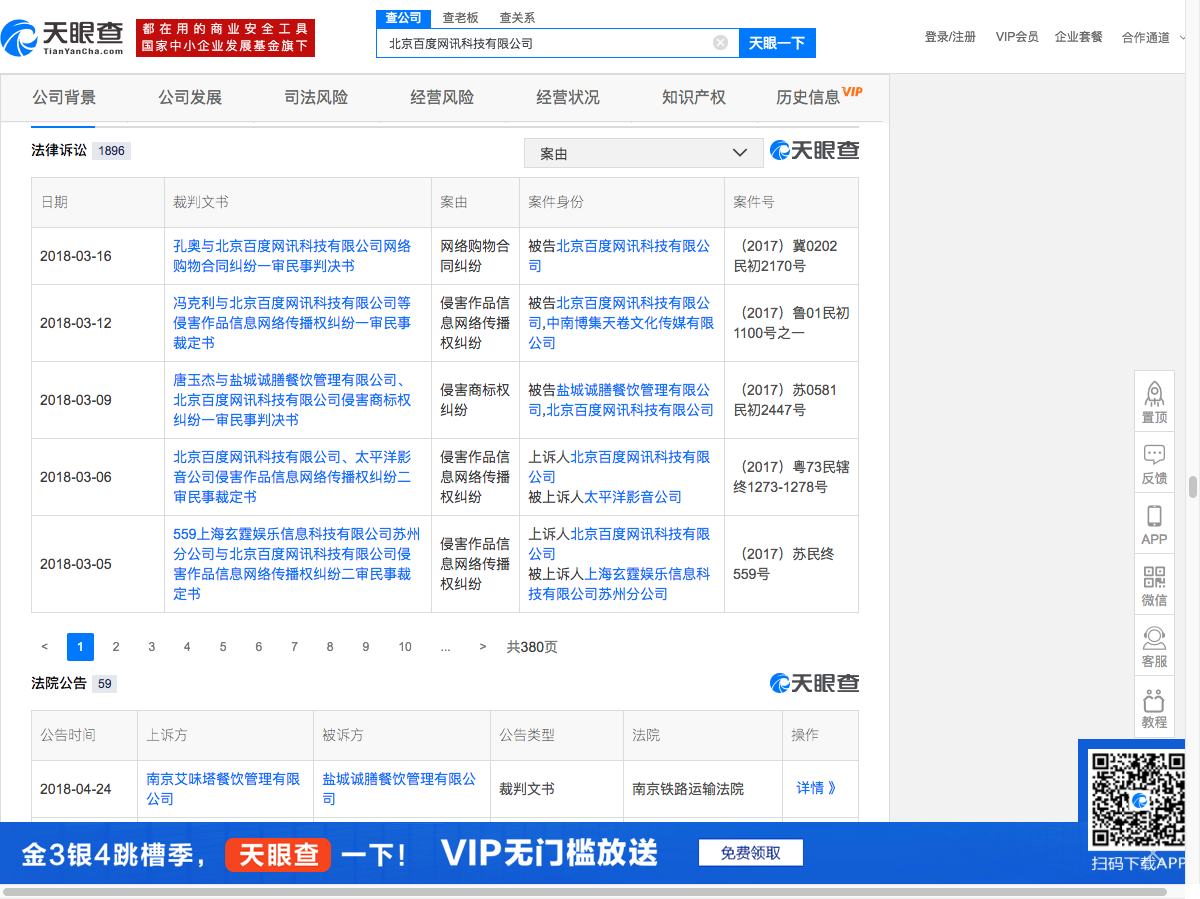 天眼查
TianYanCha.com
都在用的商业安全工具
国家中小企业发展基金旗下
查公司 查老板 查关系
北京百度网讯科技有限公司
天眼一下
登录/注册 VIP会员 企业套餐 合作通道
公司背景 公司发展 司法风险 经营风险 经营状况 知识产权 历史信息 VIP
法律诉讼 1896
案由
天眼查
日期 裁判文书 案由 案件身份 案件号
2018-03-16
孔奥与北京百度网讯科技有限公司网络
购物合同纠纷一审民事判决书
网络购物合
同纠纷
被告北京百度网讯科技有限公
司
（2017）冀0202
民初2170号
2018-03-12
冯克利与北京百度网讯科技有限公司等
侵害作品信息网络传播权纠纷一审民事
裁定书
侵害作品信
息网络传播
权纠纷
被告北京百度网讯科技有限公
司,中南博集天卷文化传媒有限
公司
（2017）鲁01民初
1100号之一
2018-03-09
唐玉杰与盐城诚膳餐饮管理有限公司、
北京百度网讯科技有限公司侵害商标权
纠纷一审民事判决书
侵害商标权
纠纷
被告盐城诚膳餐饮管理有限公
司,北京百度网讯科技有限公司
（2017）苏0581
民初2447号
2018-03-06
北京百度网讯科技有限公司、太平洋影
音公司侵害作品信息网络传播权纠纷二
审民事裁定书
侵害作品信
息网络传播
权纠纷
上诉人北京百度网讯科技有限
公司
被上诉人太平洋影音公司
（2017）粤73民辖
终1273-1278号
2018-03-05
559上海玄霆娱乐信息科技有限公司苏州
分公司与北京百度网讯科技有限公司侵
害作品信息网络传播权纠纷二审民事裁
定书
侵害作品信
息网络传播
权纠纷
上诉人北京百度网讯科技有限
公司
被上诉人上海玄霆娱乐信息科
技有限公司苏州分公司
（2017）苏民终
559号
< 1 2 3 4 5 6 7 8 9 10 ... > 共380页
法院公告 59
天眼查
公告时间 上诉方 被诉方 公告类型 法院 操作
2018-04-24
南京艾味塔餐饮管理有限
公司
盐城诚膳餐饮管理有限公
司
裁判文书
南京铁路运输法院
详情 》
置顶
反馈
APP
微信
客服
教程
金3银4跳槽季， 天眼查 一下！ VIP无门槛放送 免费领取
扫码下载APP